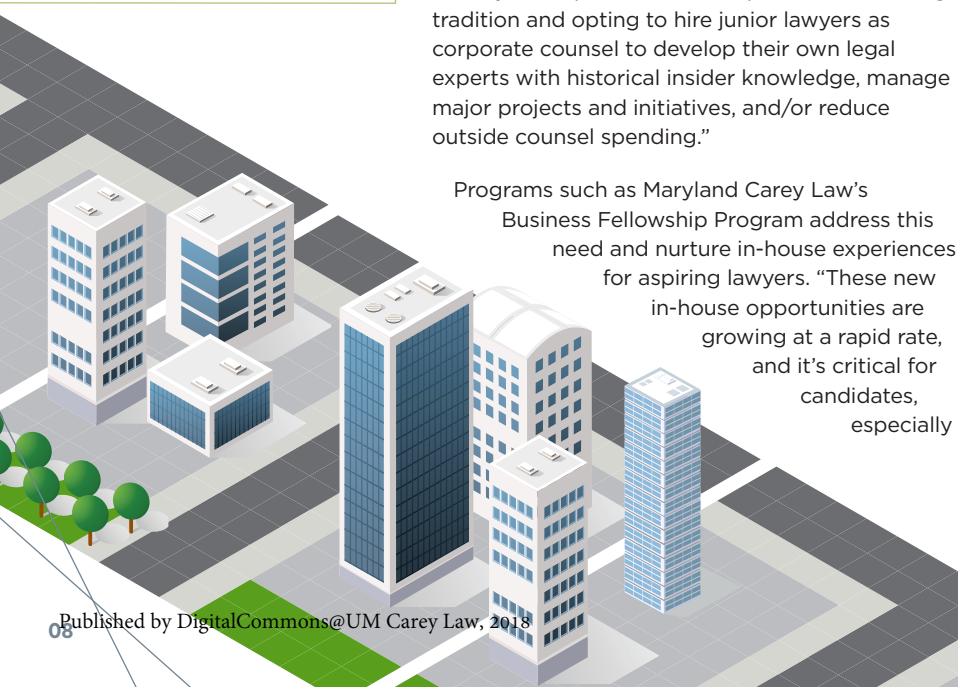 tradition and opting to hire junior lawyers as
corporate counsel to develop their own legal
experts with historical insider knowledge, manage
major projects and initiatives, and/or reduce
outside counsel spending.”
Programs such as Maryland Carey Law’s
Business Fellowship Program address this
need and nurture in-house experiences
for aspiring lawyers. “These new
in-house opportunities are
growing at a rapid rate,
and it’s critical for
candidates,
especially
Published by DigitalCommons@UM Carey Law, 2018
08